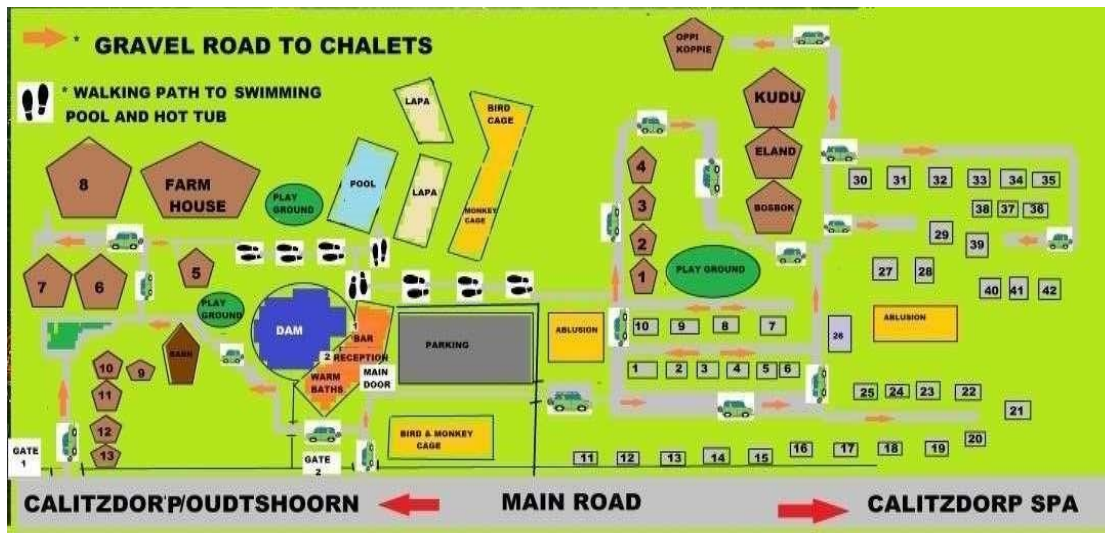 * GRAVEL ROAD TO CHALETS
* WALKING PATH TO SWIMMING
POOL AND HOT TUB
OPPI
KOPPIE
KUDU
ELAND
BOSBOK
LAPA
LAPA
BIRD
CAGE
MONKEY
CAGE
POOL
PLAY
GROUND
8
FARM
HOUSE
7
6
5
PLAY
GROUND
DAM
1
BAR
2
RECEPTION
WARM
BATHS
MAIN
DOOR
PARKING
BARN
10
9
11
12
13
GATE
1
GATE
2
BIRD & MONKEY
CAGE
ABLUSION
4
3
2
1
PLAY GROUND
10
9
8
7
1
2
3
4
5
6
26
30
31
32
33
34
35
38
37
36
29
39
27
28
40
41
42
ABLUSION
25
24
23
22
21
20
19
18
17
16
15
14
13
12
11
CALITZDORP/OUDTSHOORN
MAIN ROAD
CALITZDORP SPA